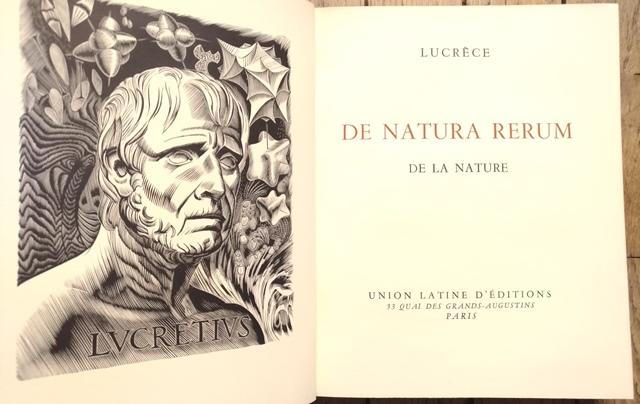 LVCRETIVS
LUCRÈCE
DE NATURA RERUM
DE LA NATURE
UNION LATINE D'ÉDITIONS
33 QUAI DES GRANDS-AUGUSTINS
PARIS